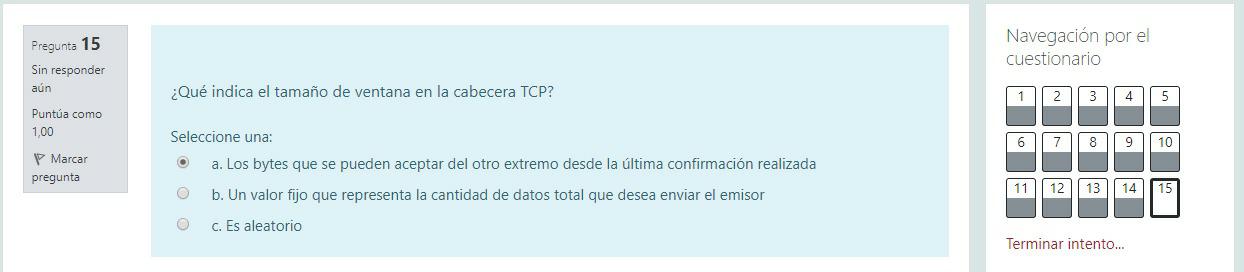 Pregunta 15
Sin responder
aún
Puntúa como
1,00
Marcar
pregunta
¿Qué indica el tamaño de ventana en la cabecera TCP?
Seleccione una:
a. Los bytes que se pueden aceptar del otro extremo desde la última confirmación realizada
b. Un valor fijo que representa la cantidad de datos total que desea enviar el emisor
c. Es aleatorio
Navegación por el
cuestionario
1 2 3 4 5
6 7 8 9 10
11 12 13 14 15
Terminar intento...